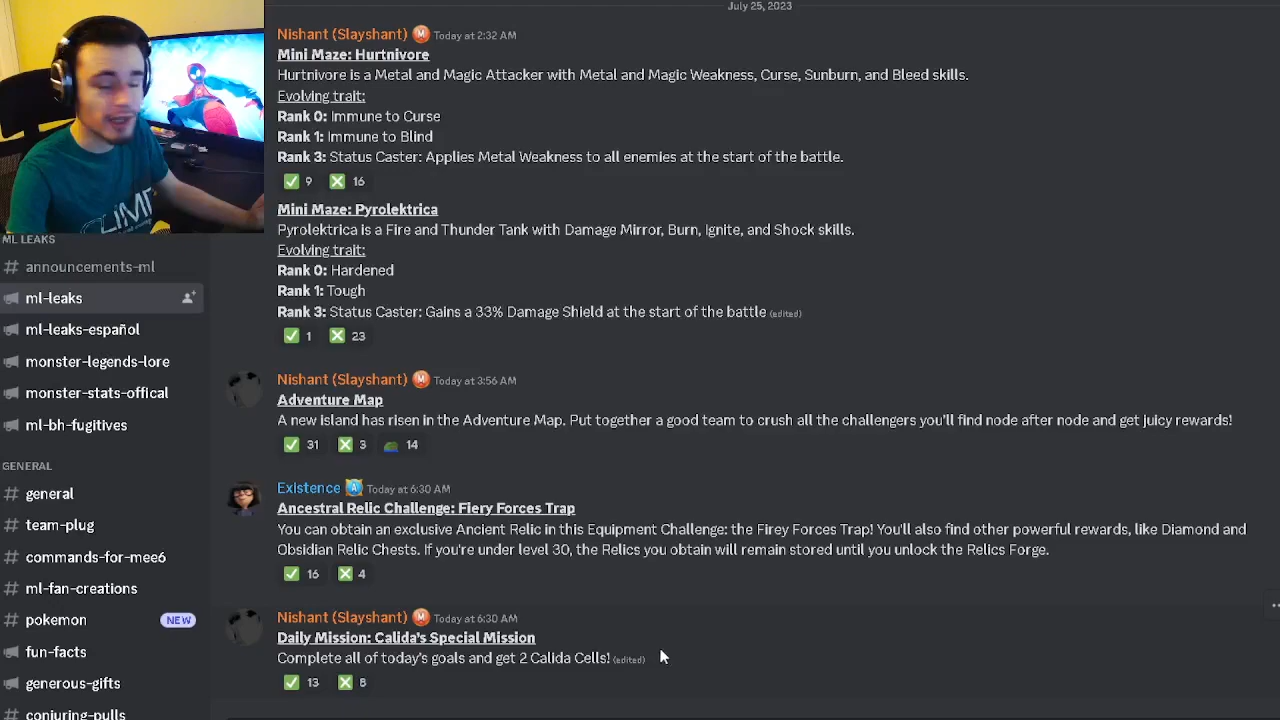 July 25, 2023
Nishant (Slayshant) M Today at 2:32 AM
Mini Maze: Hurtnivore
Hurtnivore is a Metal and Magic Attacker with Metal and Magic Weakness, Curse, Sunburn, and Bleed skills.
Evolving trait:
Rank 0: Immune to Curse
Rank 1: Immune to Blind
Rank 3: Status Caster: Applies Metal Weakness to all enemies at the start of the battle.
9 16
Mini Maze: Pyrolektrica
Pyrolektrica is a Fire and Thunder Tank with Damage Mirror, Burn, Ignite, and Shock skills.
Evolving trait:
Rank 0: Hardened
Rank 1: Tough
Rank 3: Status Caster: Gains a 33% Damage Shield at the start of the battle (edited)
1 23
Nishant (Slayshant) M Today at 3:56 AM
Adventure Map
A new island has risen in the Adventure Map. Put together a good team to crush all the challengers you'll find node after node and get juicy rewards!
31 3 14
Existence A Today at 6:30 AM
Ancestral Relic Challenge: Fiery Forces Trap
You can obtain an exclusive Ancient Relic in this Equipment Challenge: the Firey Forces Trap! You'll also find other powerful rewards, like Diamond and
Obsidian Relic Chests. If you're under level 30, the Relics you obtain will remain stored until you unlock the Relics Forge.
16 4
Nishant (Slayshant) M Today at 6:30 AM
Daily Mission: Calida's Special Mission
Complete all of today's goals and get 2 Calida Cells! (edited)
13 8
ML LEAKS
# announcements-ml
ml-leaks
ml-leaks-español
monster-legends-lore
monster-stats-offical
ml-bh-fugitives
GENERAL
# general
# team-plug
# commands-for-mee6
# ml-fan-creations
# pokemon NEW
# fun-facts
# generous-gifts
# conjuring-pulls